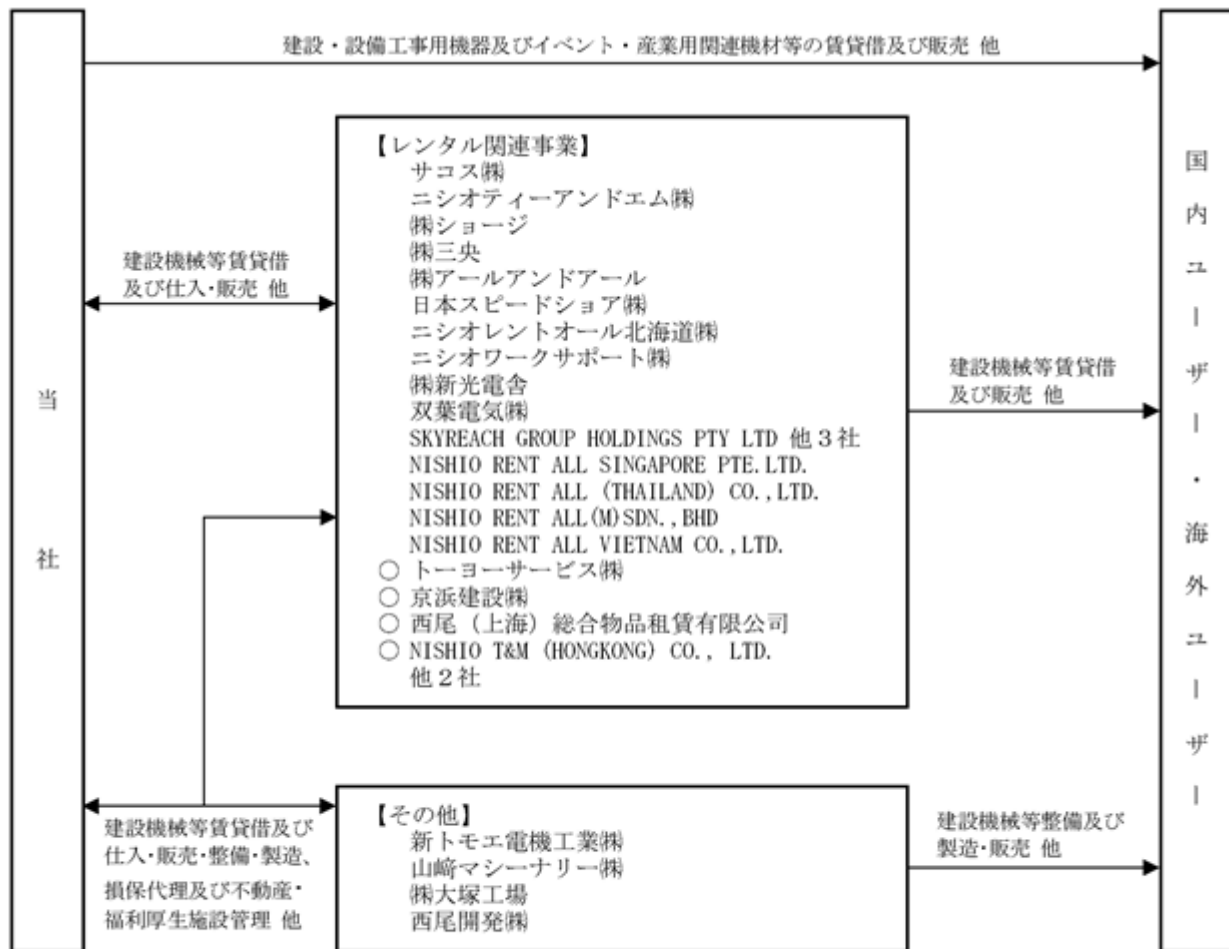 建設・設備工事用機器及びイベント・産業用関連機材等の賃貸借及び販売 他
当社
建設機械等賃貸借
及び仕入・販売 他
【レンタル関連事業】
サコス㈱
ニシオティーアンドエム㈱
㈱ショージ
㈱三央
㈱アールアンドアール
日本スピードショア㈱
ニシオレントオール北海道㈱
ニシオワークサポート㈱
㈱新光電舎
双葉電気㈱
SKYREACH GROUP HOLDINGS PTY LTD 他３社
NISHIO RENT ALL SINGAPORE PTE.LTD.
NISHIO RENT ALL (THAILAND) CO.,LTD.
NISHIO RENT ALL(M)SDN.,BHD
NISHIO RENT ALL VIETNAM CO.,LTD.
○ トーヨーサービス㈱
○ 京浜建設㈱
○ 西尾（上海）総合物品租賃有限公司
○ NISHIO T&M (HONGKONG) CO., LTD.
他２社
建設機械等賃貸借
及び販売 他
国内ユーザー・海外ユーザー
建設機械等賃貸借及び
仕入・販売・整備・製造、
損保代理及び不動産・
福利厚生施設管理 他
【その他】
新トモエ電機工業㈱
山﨑マシーナリー㈱
㈱大塚工場
西尾開発㈱
建設機械等整備及び
製造・販売 他